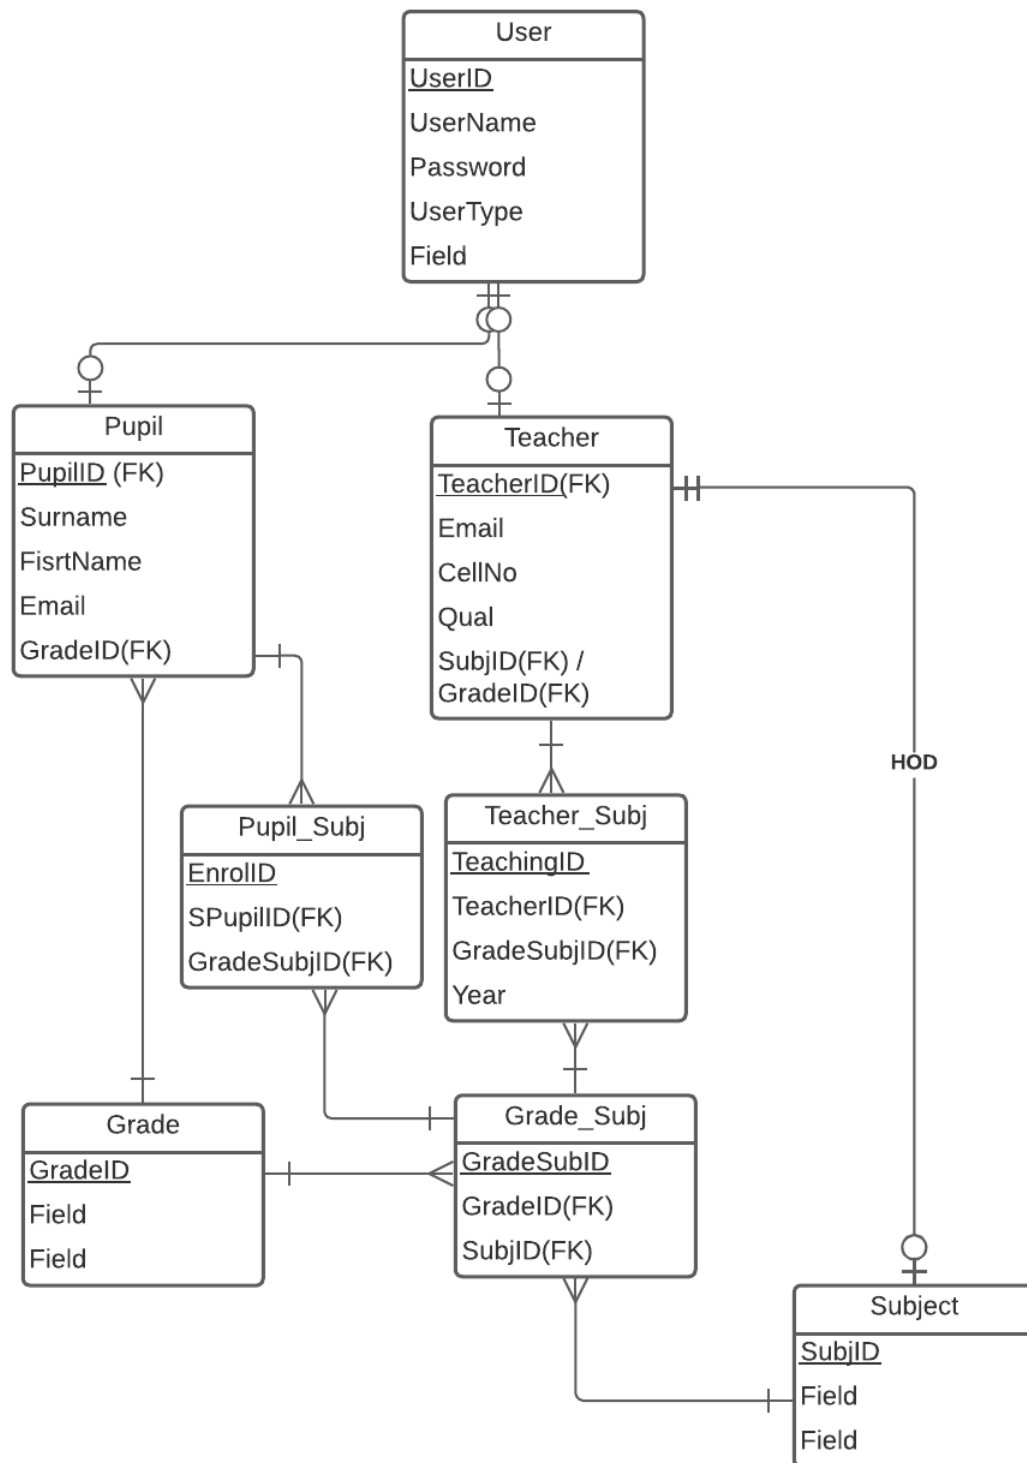 User
UserID
UserName
Password
UserType
Field
Pupil
PupilID (FK)
Surname
FisrtName
Email
GradeID(FK)
Teacher
TeacherID(FK)
Email
CellNo
Qual
SubjID(FK) /
GradeID(FK)
HOD
Pupil_Subj
EnrolID
SPupilID(FK)
GradeSubjID(FK)
Teacher_Subj
TeachingID
TeacherID(FK)
GradeSubjID(FK)
Year
Grade
GradeID
Field
Field
Grade_Subj
GradeSubID
GradeID(FK)
SubjID(FK)
Subject
SubjID
Field
Field